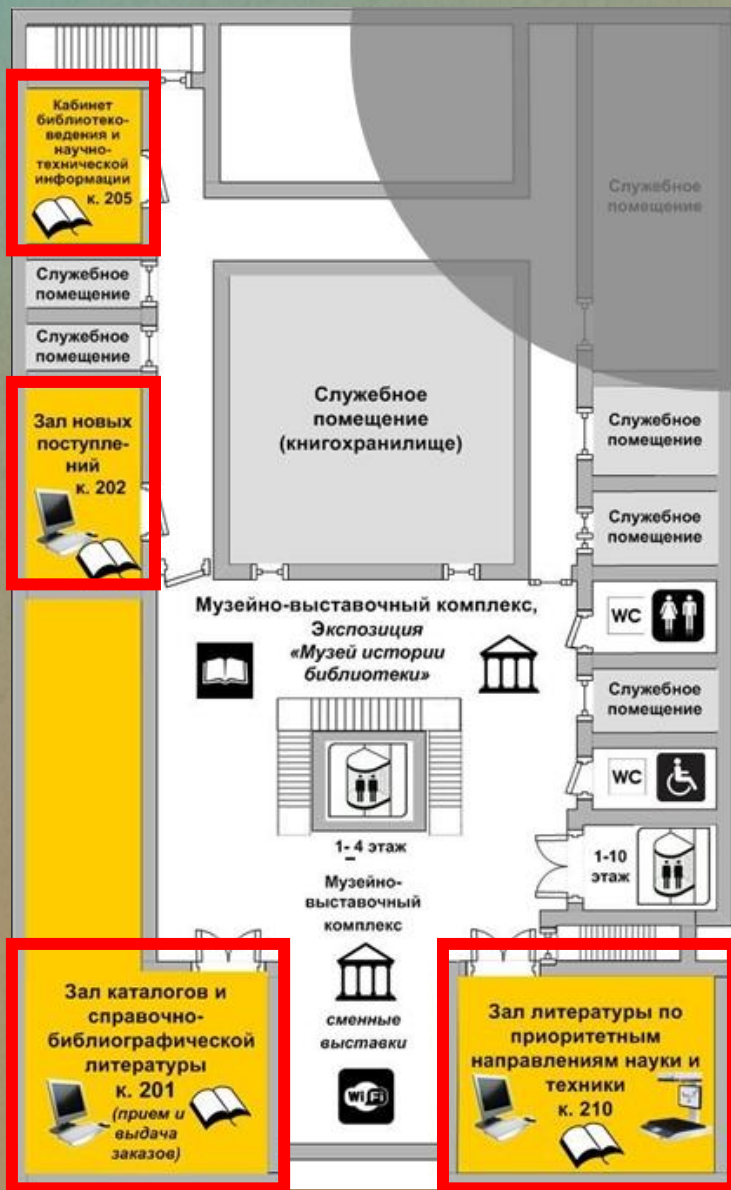 Кабинет
библиотеко-
ведения и
научно-
технической
информации
к. 205
Служебное
помещение
Служебное
помещение
Служебное
помещение
Зал новых
поступле-
ний
к. 202
Служебное
помещение
(книгохранилище)
Служебное
помещение
Служебное
помещение
Музейно-выставочный комплекс,
Экспозиция
«Музей истории
библиотеки»
WC
Служебное
помещение
WC
1- 4 этаж
1-10
этаж
Музейно-
выставочный
комплекс
сменные
выставки
Wi Fi
Зал каталогов и
справочно-
библиографической
литературы
к. 201
(прием и
выдача
заказов)
Зал литературы по
приоритетным
направлениям науки и
техники
к. 210